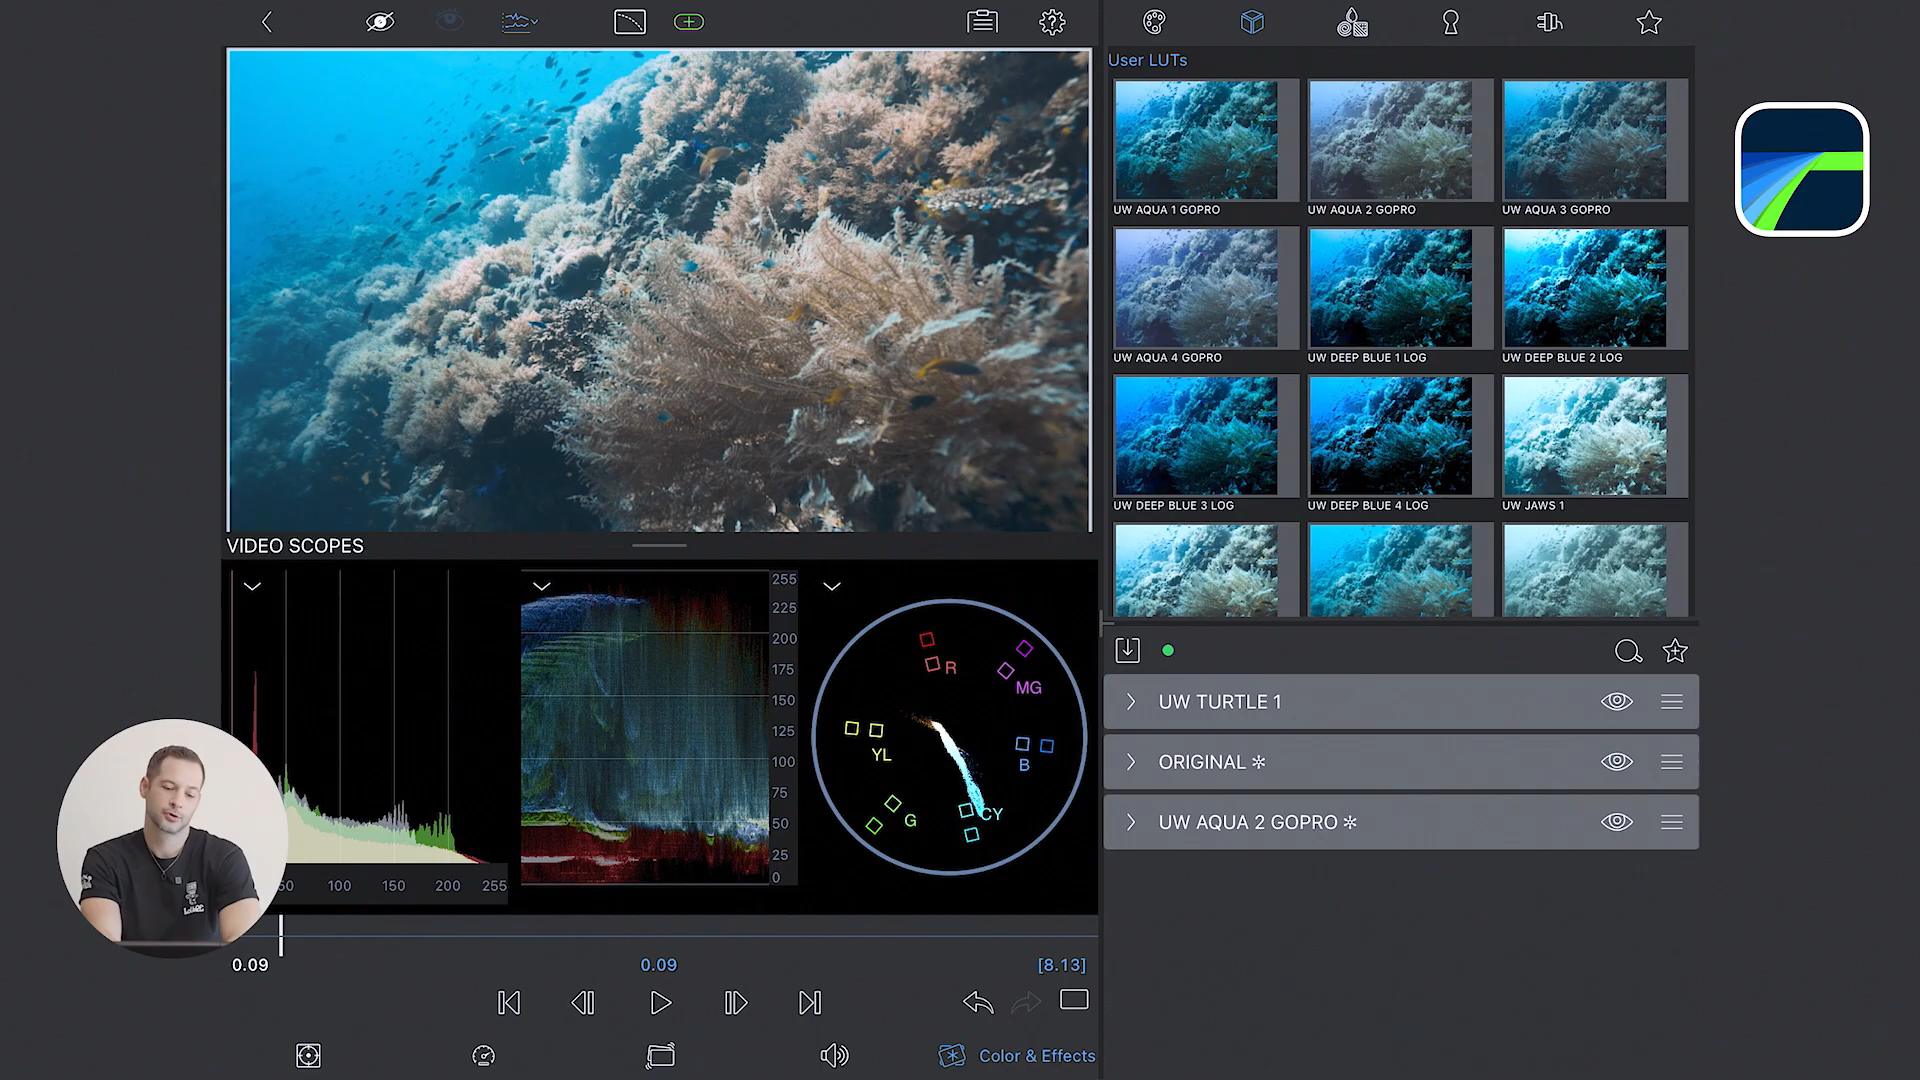 User LUTs
UW AQUA 1 GOPRO
UW AQUA 2 GOPRO
UW AQUA 3 GOPRO
UW AQUA 4 GOPRO
UW DEEP BLUE 1 LOG
UW DEEP BLUE 2 LOG
UW DEEP BLUE 3 LOG
UW DEEP BLUE 4 LOG
UW JAWS 1
VIDEO SCOPES
255
225
200
175
150
125
100
75
50
25
0
R
MG
YL
B
G
CY
50 100 150 200 255
UW TURTLE 1
ORIGINAL ✻
UW AQUA 2 GOPRO ✻
0.09
0.09
[8.13]
Color & Effects